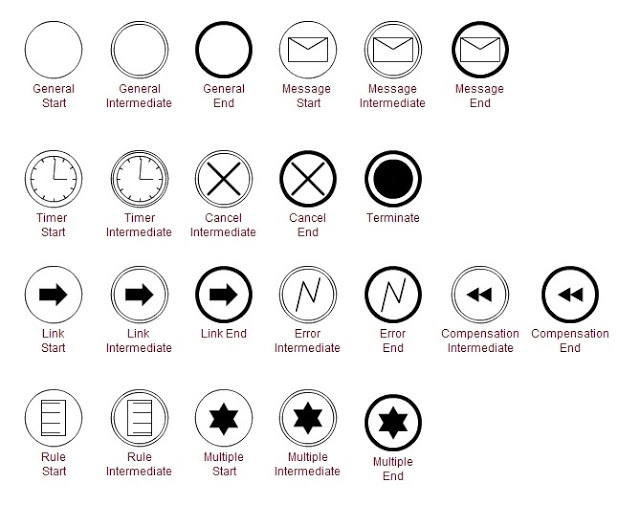 General
Start
General
Intermediate
General
End
Message
Start
Message
Intermediate
Message
End
Timer
Start
Timer
Intermediate
Cancel
Intermediate
Cancel
End
Terminate
Link
Start
Link
Intermediate
Link End
Error
Intermediate
Error
End
Compensation
Intermediate
Compensation
End
Rule
Start
Rule
Intermediate
Multiple
Start
Multiple
Intermediate
Multiple
End